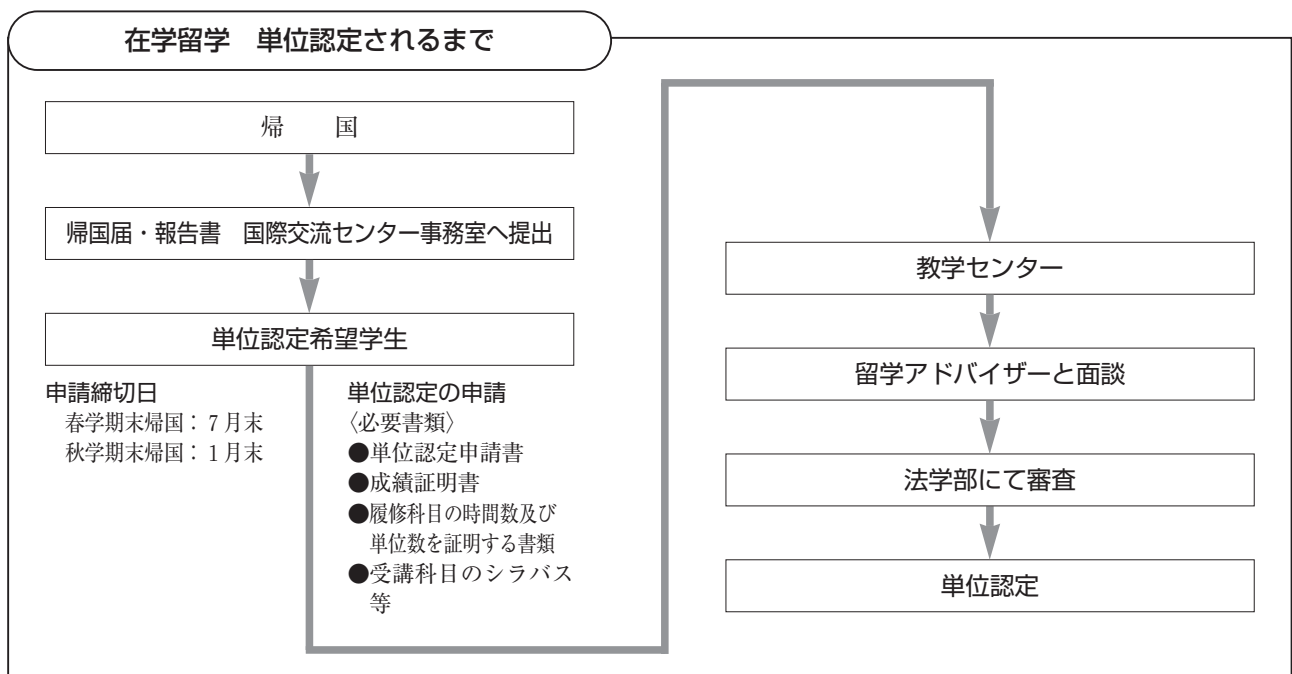 在学留学　単位認定されるまで
帰　　国
帰国届・報告書　国際交流センター事務室へ提出
単位認定希望学生
申請締切日
春学期末帰国：7月末
秋学期末帰国：1月末
単位認定の申請
〈必要書類〉
●単位認定申請書
●成績証明書
●履修科目の時間数及び
単位数を証明する書類
●受講科目のシラバス
等
教学センター
留学アドバイザーと面談
法学部にて審査
単位認定